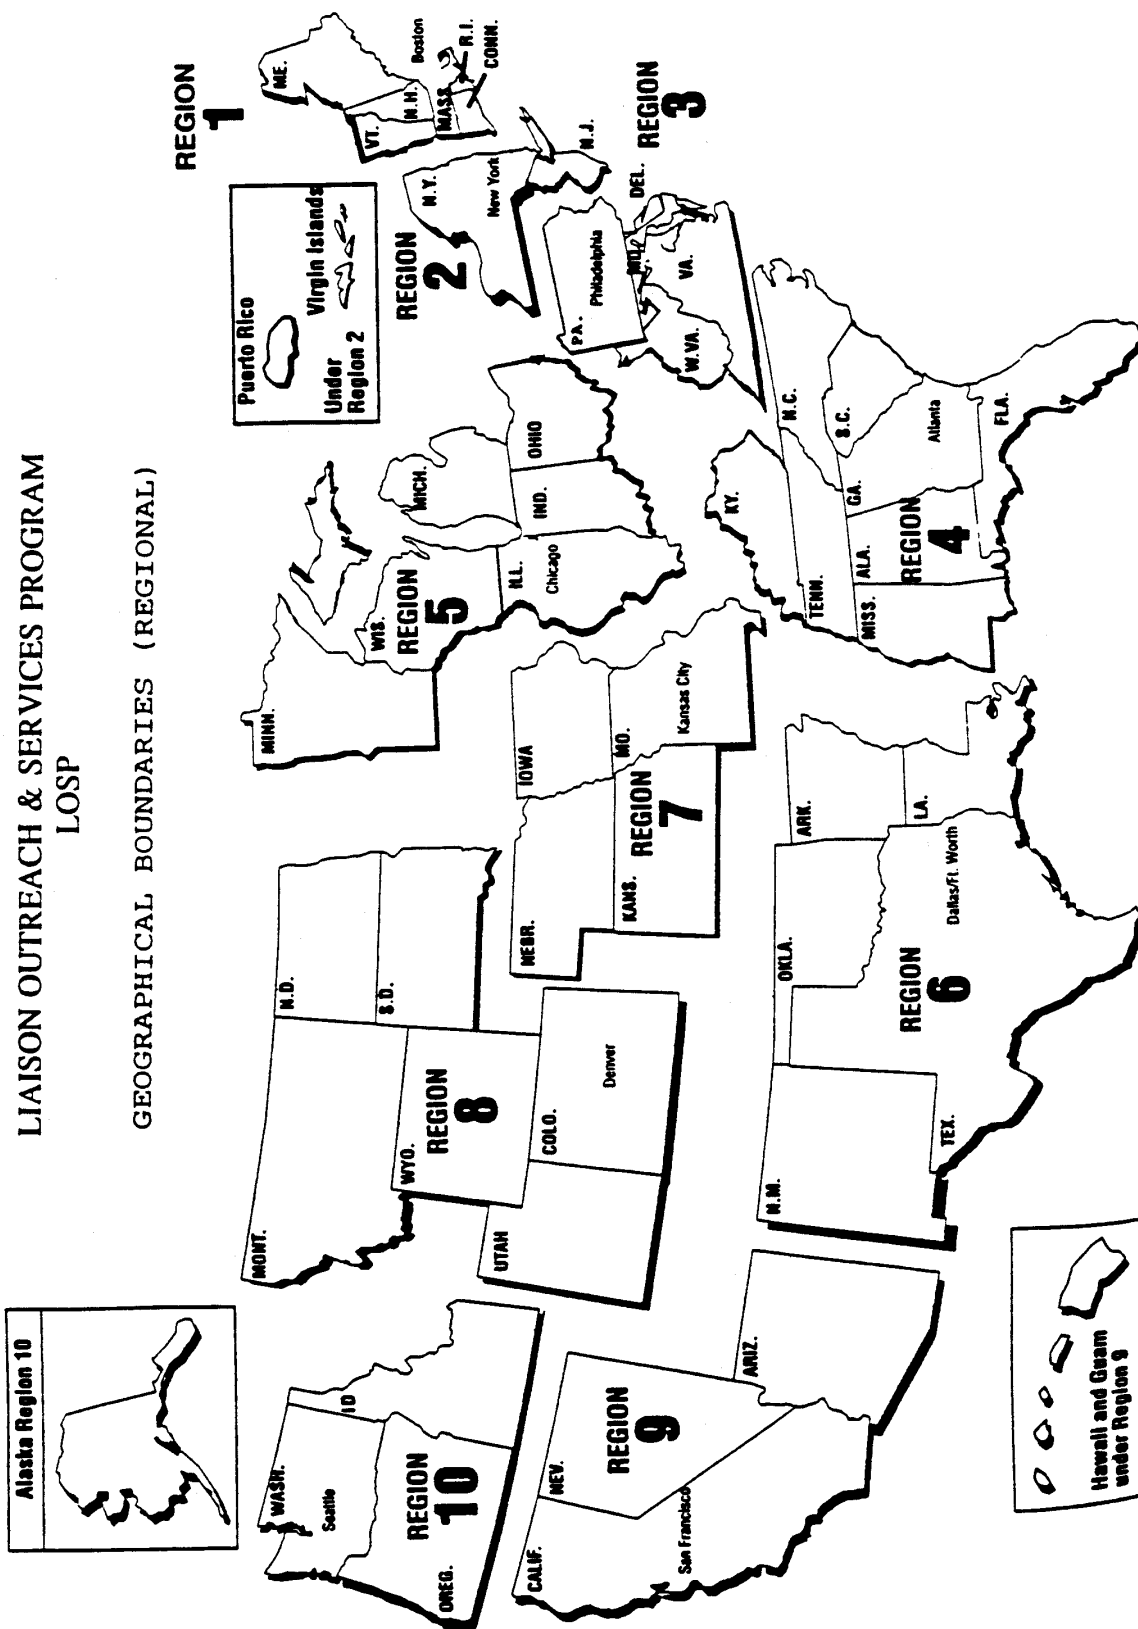 LIAISON OUTREACH & SERVICES PROGRAM
LOSP
GEOGRAPHICAL BOUNDARIES (REGIONAL)
Alaska Region 10
WASH.
Seattle
ID
REGION
10
OREG.
MONT.
N.D.
S.D.
WYO.
REGION
8
UTAH
COLO.
Denver
NEV.
REGION
9
CALIF.
San Francisco
ARIZ.
Hawaii and Guam
under Region 9
N.M.
TEX.
OKLA.
REGION
6
Dallas/Ft. Worth
ARK.
LA.
NEBR.
IOWA
KANS.
REGION
7
MO.
Kansas City
MINN.
WIS.
REGION
5
MICH.
ILL.
Chicago
IND.
OHIO
KY.
TENN.
N.C.
S.C.
MISS.
ALA.
GA.
Atlanta
REGION
4
FLA.
Puerto Rico
Virgin Islands
Under
Region 2
REGION
2
N.Y.
New York
N.J.
PA.
Philadelphia
REGION
3
DEL.
MD.
VA.
W.VA.
REGION
1
ME.
VT.
N.H.
Boston
MASS.
R.I.
CONN.